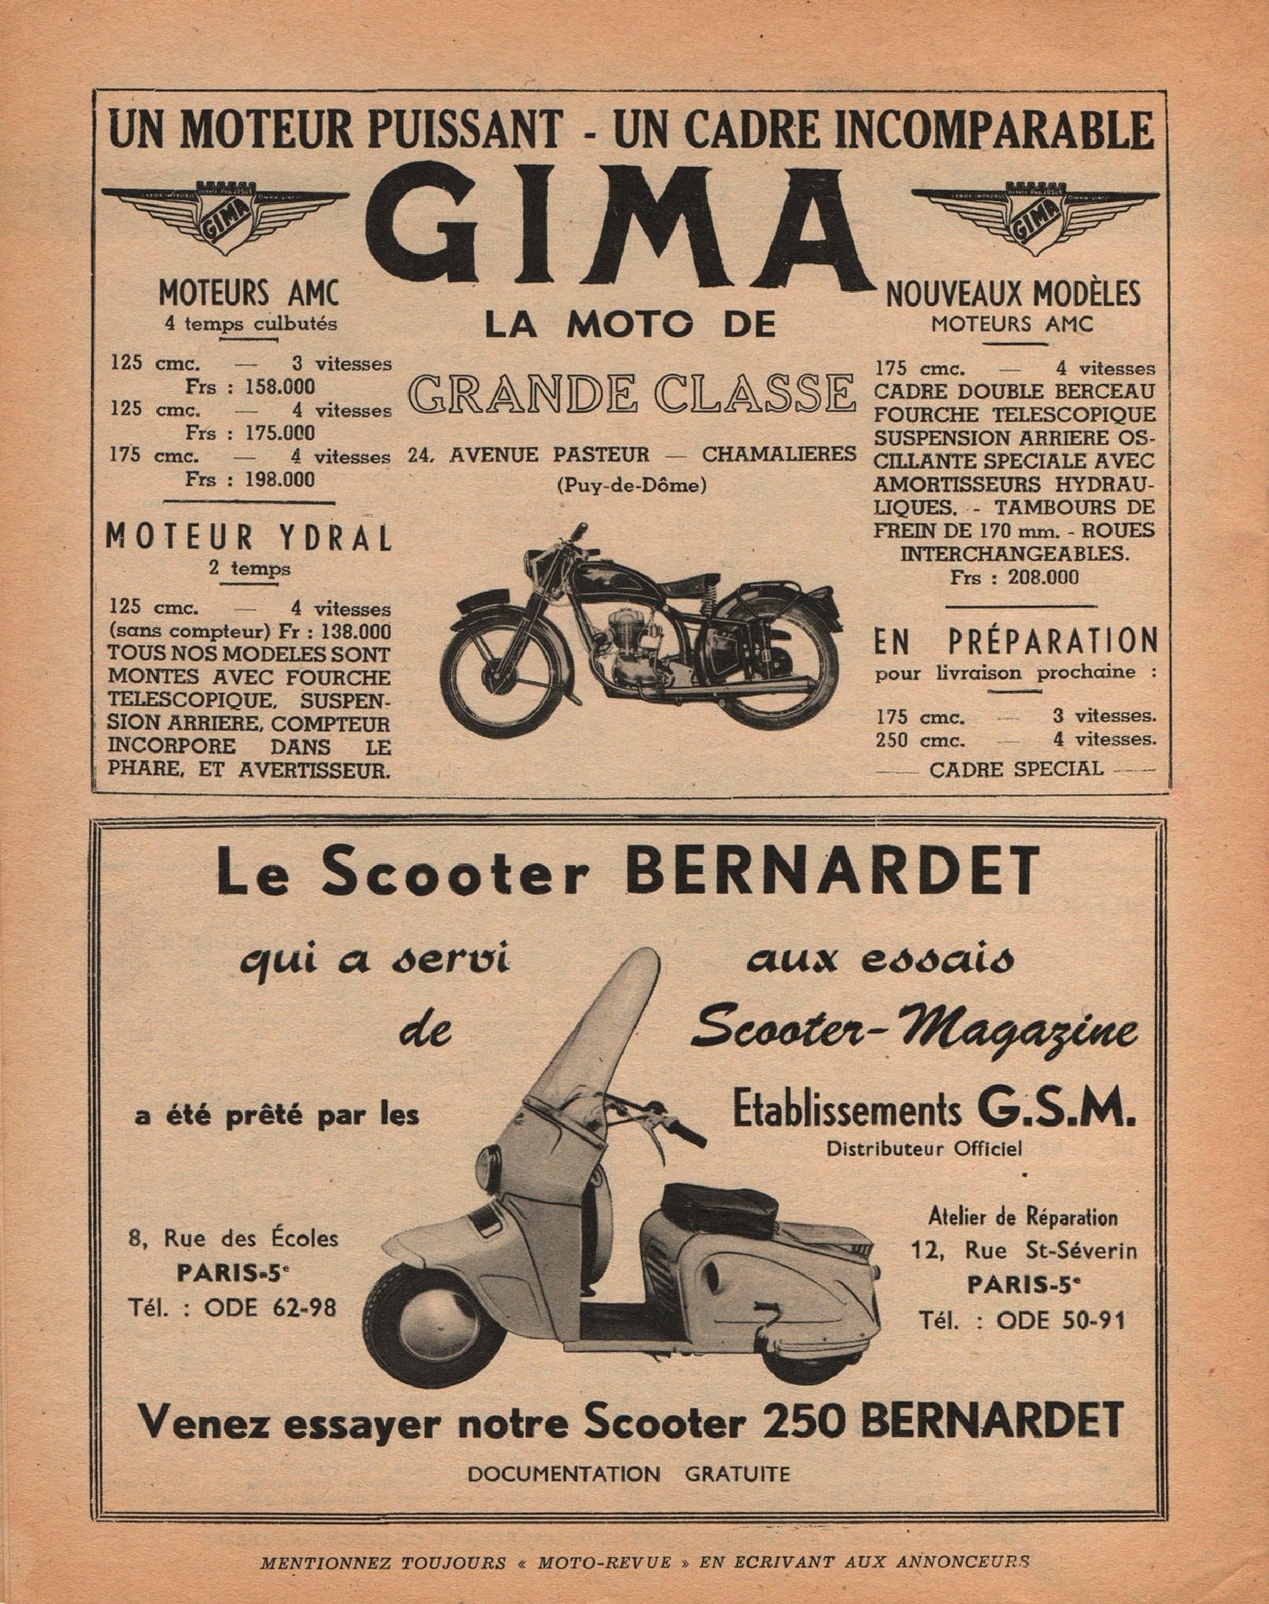 UN MOTEUR PUISSANT - UN CADRE INCOMPARABLE
GIMA
GIMA
GIMA
LA MOTO DE
GRANDE CLASSE
24, AVENUE PASTEUR — CHAMALIERES
(Puy-de-Dôme)
MOTEURS AMC
4 temps culbutés
125 cmc. — 3 vitesses
Frs : 158.000
125 cmc. — 4 vitesses
Frs : 175.000
175 cmc. — 4 vitesses
Frs : 198.000
MOTEUR YDRAL
2 temps
125 cmc. — 4 vitesses
(sans compteur) Fr : 138.000
TOUS NOS MODELES SONT
MONTES AVEC FOURCHE
TELESCOPIQUE, SUSPEN-
SION ARRIERE, COMPTEUR
INCORPORE DANS LE
PHARE, ET AVERTISSEUR.
NOUVEAUX MODÈLES
MOTEURS AMC
175 cmc. — 4 vitesses
CADRE DOUBLE BERCEAU
FOURCHE TELESCOPIQUE
SUSPENSION ARRIERE OS-
CILLANTE SPECIALE AVEC
AMORTISSEURS HYDRAU-
LIQUES. - TAMBOURS DE
FREIN DE 170 mm. - ROUES
INTERCHANGEABLES.
Frs : 208.000
EN PRÉPARATION
pour livraison prochaine :
175 cmc. — 3 vitesses.
250 cmc. — 4 vitesses.
— CADRE SPECIAL —
Le Scooter BERNARDET
qui a servi aux essais
de Scooter-Magazine
a été prêté par les Etablissements G.S.M.
Distributeur Officiel
8, Rue des Écoles
PARIS-5e
Tél. : ODE 62-98
Atelier de Réparation
12, Rue St-Séverin
PARIS-5e
Tél. : ODE 50-91
Venez essayer notre Scooter 250 BERNARDET
DOCUMENTATION GRATUITE
MENTIONNEZ TOUJOURS « MOTO-REVUE » EN ECRIVANT AUX ANNONCEURS